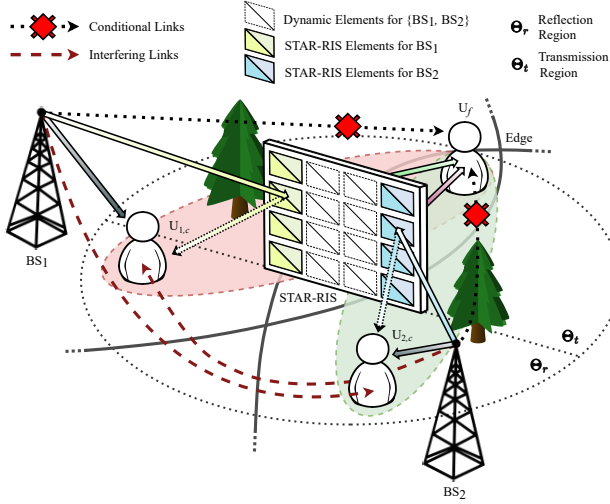 Conditional Links
Interfering Links
Dynamic Elements for {BS₁, BS₂}
STAR-RIS Elements for BS₁
STAR-RIS Elements for BS₂
Θᵣ Reflection
Region
Θₜ Transmission
Region
U_f
Edge
BS₁
U₁,c
STAR-RIS
U₂,c
Θₜ
Θᵣ
BS₂